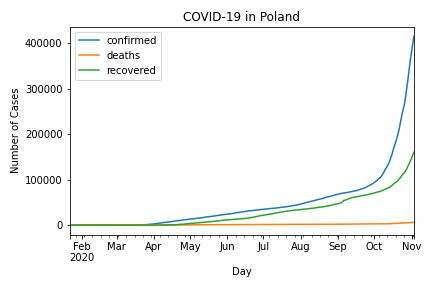 COVID-19 in Poland
confirmed
deaths
recovered
Number of Cases
400000
300000
200000
100000
0
Feb Mar Apr May Jun Jul Aug Sep Oct Nov
2020
Day